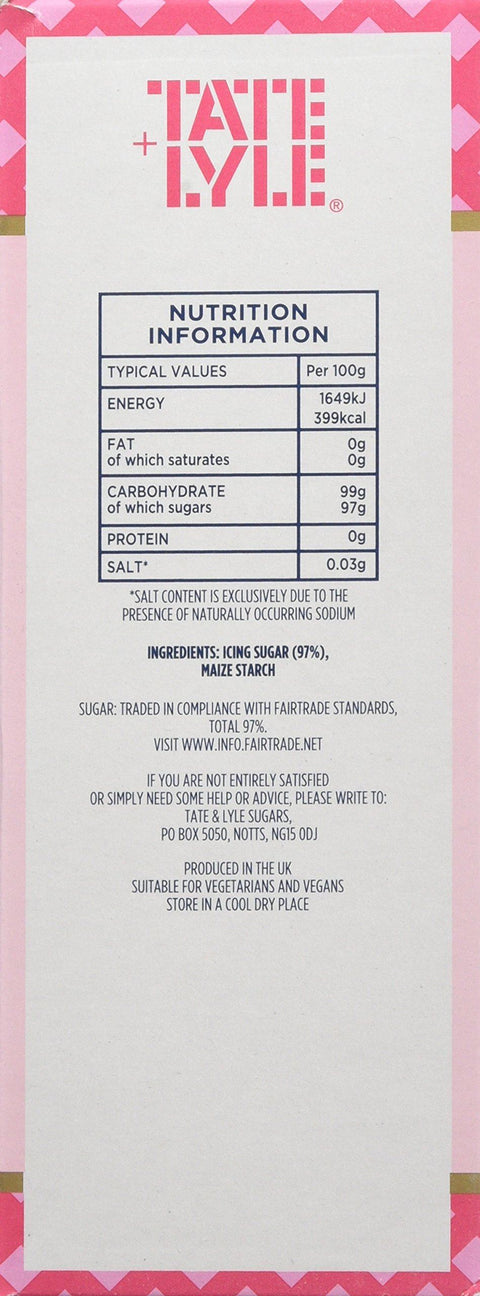 TATE
+
LYLE®
NUTRITION
INFORMATION
TYPICAL VALUES Per 100g
ENERGY 1649kJ
399kcal
FAT 0g
of which saturates 0g
CARBOHYDRATE 99g
of which sugars 97g
PROTEIN 0g
SALT* 0.03g
*SALT CONTENT IS EXCLUSIVELY DUE TO THE
PRESENCE OF NATURALLY OCCURRING SODIUM
INGREDIENTS: ICING SUGAR (97%),
MAIZE STARCH
SUGAR: TRADED IN COMPLIANCE WITH FAIRTRADE STANDARDS,
TOTAL 97%.
VISIT WWW.INFO.FAIRTRADE.NET
IF YOU ARE NOT ENTIRELY SATISFIED
OR SIMPLY NEED SOME HELP OR ADVICE, PLEASE WRITE TO:
TATE & LYLE SUGARS,
PO BOX 5050, NOTTS, NG15 0DJ
PRODUCED IN THE UK
SUITABLE FOR VEGETARIANS AND VEGANS
STORE IN A COOL DRY PLACE